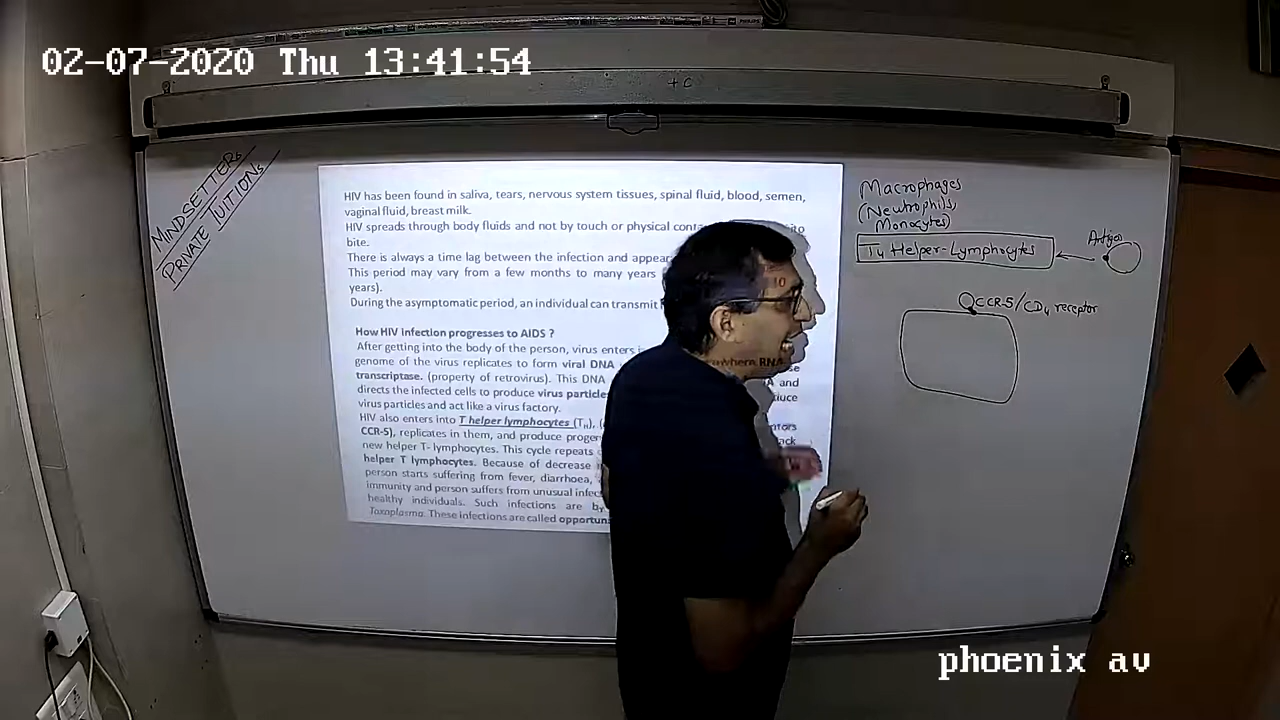 PHILIPS
02-07-2020 Thu 13:41:54
+C
MINDSETTERS
PRIVATE TUITIONS
HIV has been found in saliva, tears, nervous system tissues, spinal fluid, blood, semen,
vaginal fluid, breast milk.
HIV spreads through body fluids and not by touch or physical
bite.
There is always a time lag between the infection and
This period may vary from a few months to many years
years).
During the asymptomatic period, an individual can transmit
How HIV infection progresses to AIDS ?
After getting into the body of the person, virus enters where RNA
genome of the virus replicates to form viral DNA
transcriptase. (property of retrovirus). This DNA and
directs the infected cells to produce virus
virus particles and act like a virus factory.
HIV also enters into T helper lymphocytes (TH),
CCR-5), replicates in them, and produce
new helper T- lymphocytes. This cycle repeats
helper T lymphocytes. Because of decrease
person starts suffering from fever, diarrhoea,
immunity and person suffers from unusual
healthy individuals. Such infections are
Toxoplasma. These infections are called
Macrophages
(Neutrophils,
Monocytes)
T4 Helper-Lymphocytes
Antigen
CCR-5/CD4 receptor
phoenix av